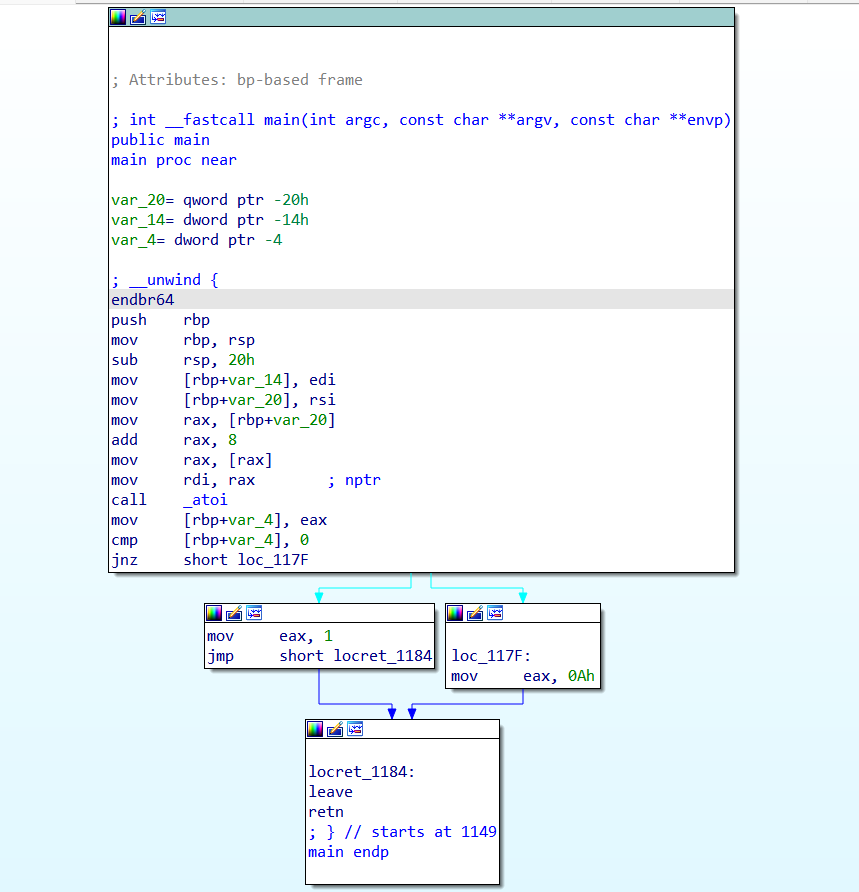 ; Attributes: bp-based frame
; int __fastcall main(int argc, const char **argv, const char **envp)
public main
main proc near
var_20= qword ptr -20h
var_14= dword ptr -14h
var_4= dword ptr -4
; __unwind {
endbr64
push    rbp
mov     rbp, rsp
sub     rsp, 20h
mov     [rbp+var_14], edi
mov     [rbp+var_20], rsi
mov     rax, [rbp+var_20]
add     rax, 8
mov     rax, [rax]
mov     rdi, rax        ; nptr
call    _atoi
mov     [rbp+var_4], eax
cmp     [rbp+var_4], 0
jnz     short loc_117F
mov     eax, 1
jmp     short locret_1184
loc_117F:
mov     eax, 0Ah
locret_1184:
leave
retn
; } // starts at 1149
main endp